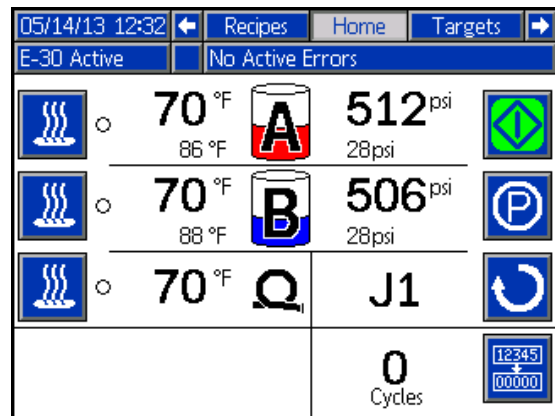 05/14/13 12:32 Recipes Home Targets
E-30 Active No Active Errors
70 °F A 512 psi
86 °F 28psi
70 °F B 506 psi
88 °F 28psi
70 °F J1
0
Cycles
12345
00000
P